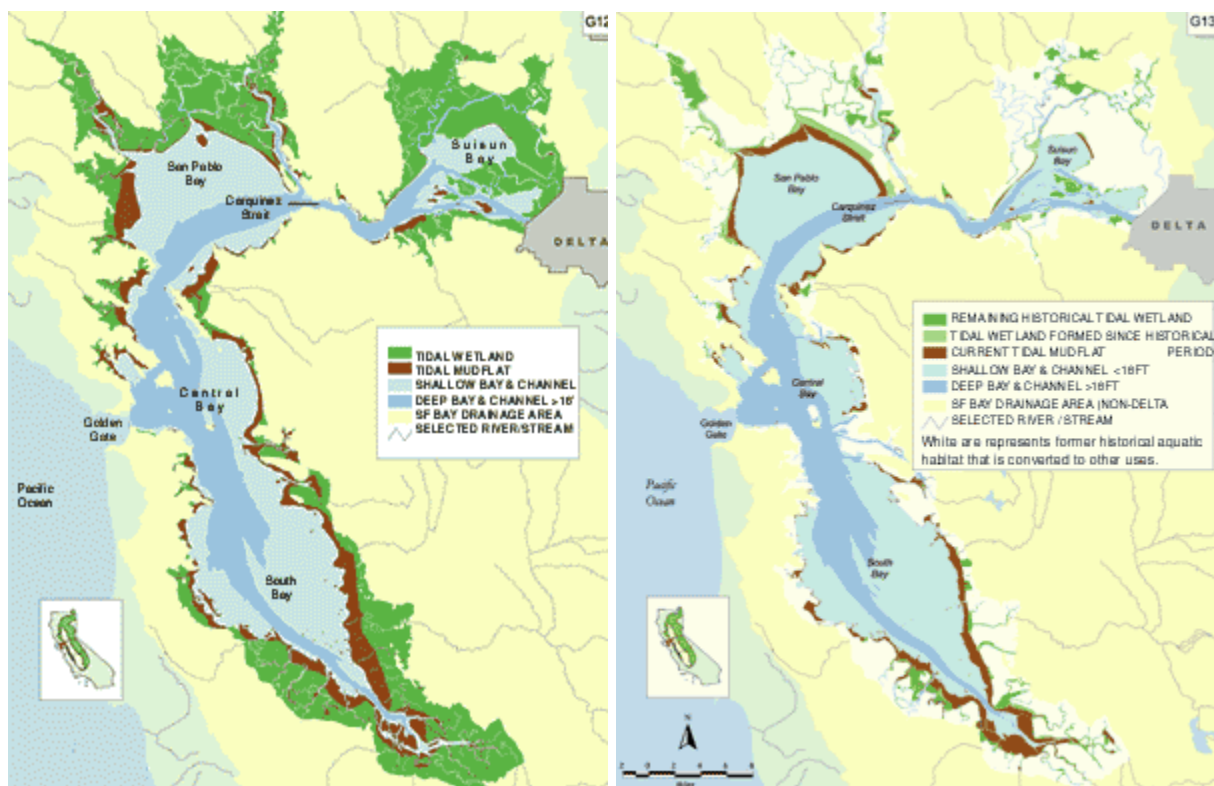 G12
San Pablo
Bay
Suisun
Bay
Carquinez
Strait
DELTA
TIDAL WETLAND
TIDAL MUDFLAT
SHALLOW BAY & CHANNEL
DEEP BAY & CHANNEL >18'
SF BAY DRAINAGE AREA
SELECTED RIVER/STREAM
Central
Bay
Golden
Gate
Pacific
Ocean
South
Bay
G13
San Pablo
Bay
Suisun
Bay
Carquinez
Strait
DELTA
REMAINING HISTORICAL TIDAL WETLAND
TIDAL WETLAND FORMED SINCE HISTORICAL
CURRENT TIDAL MUDFLAT PERIOD
SHALLOW BAY & CHANNEL <18FT
DEEP BAY & CHANNEL >18FT
SF BAY DRAINAGE AREA (NON-DELTA
SELECTED RIVER / STREAM
White are represents former historical aquatic
habitat that is converted to other uses.
Central
Bay
Golden
Gate
Pacific
Ocean
South
Bay
N